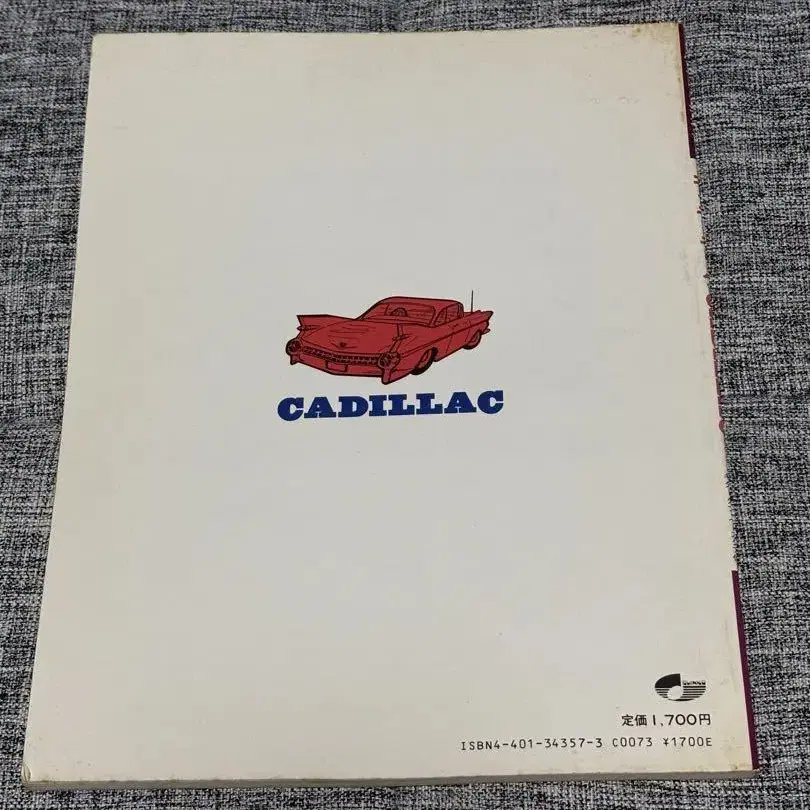 CADILLAC
定価1,700円
ISBN4-401-34357-3 C0073 ¥1700E